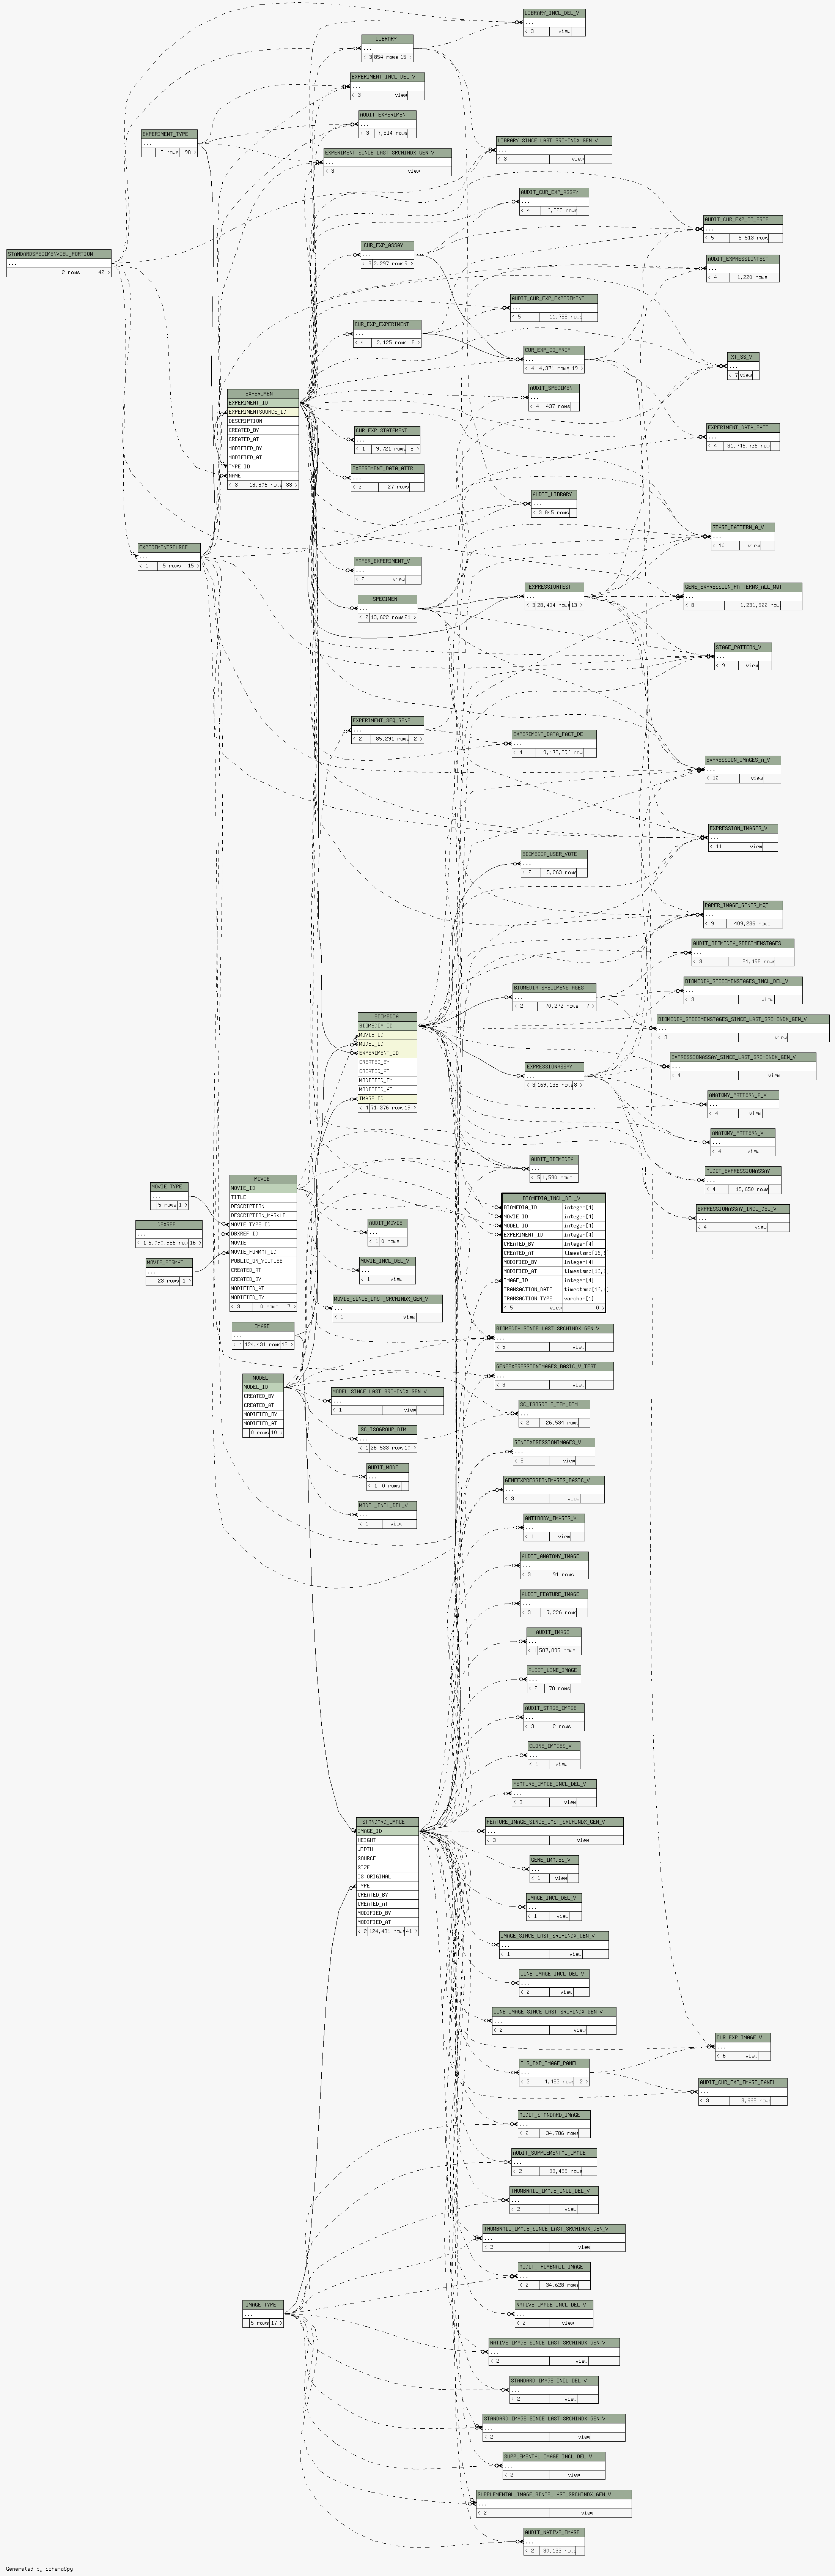 LIBRARY_INCL_DEL_V
...
< 3 view
LIBRARY
...
< 3 854 rows 15 >
EXPERIMENT_INCL_DEL_V
...
< 3 view
AUDIT_EXPERIMENT
...
< 3 7,514 rows
EXPERIMENT_TYPE
...
3 rows 98 >
LIBRARY_SINCE_LAST_SRCHINDX_GEN_V
...
< 3 view
EXPERIMENT_SINCE_LAST_SRCHINDX_GEN_V
...
< 3 view
AUDIT_CUR_EXP_ASSAY
...
< 4 6,523 rows
AUDIT_CUR_EXP_CO_PROP
...
< 5 5,513 rows
CUR_EXP_ASSAY
...
< 3 2,297 rows 9 >
STANDARDSPECIMENVIEW_PORTION
...
2 rows 42 >
AUDIT_EXPRESSIONTEST
...
< 4 1,220 rows
AUDIT_CUR_EXP_EXPERIMENT
...
< 5 11,758 rows
CUR_EXP_EXPERIMENT
...
< 4 2,125 rows 8 >
CUR_EXP_CO_PROP
...
< 4 4,371 rows 19 >
XT_OS_V
...
< 7 view
AUDIT_SPECIMEN
...
< 4 437 rows
EXPERIMENT
EXPERIMENT_ID
EXPERIMENTSOURCE_ID
DESCRIPTION
CREATED_BY
CREATED_AT
MODIFIED_BY
MODIFIED_AT
TYPE_ID
NAME
< 3 18,806 rows 33 >
CUR_EXP_STATEMENT
...
< 1 9,721 rows 5 >
EXPERIMENT_DATA_FACT
...
< 4 31,746,736 row
EXPERIMENT_DATA_ATTR
...
< 2 27 rows
AUDIT_LIBRARY
...
< 3 845 rows
STAGE_PATTERN_A_V
...
< 10 view
EXPERIMENTSOURCE
...
< 1 5 rows 15 >
PAPER_EXPERIMENT_V
...
< 2 view
EXPRESSIONTEST
...
< 3 28,404 rows 13 >
GENE_EXPRESSION_PATTERNS_ALL_MQT
...
< 8 1,231,522 row
SPECIMEN
...
< 2 13,622 rows 21 >
STAGE_PATTERN_V
...
< 9 view
EXPERIMENT_SEQ_GENE
...
< 2 85,291 rows 2 >
EXPERIMENT_DATA_FACT_DE
...
< 4 9,175,396 row
EXPRESSION_IMAGES_A_V
...
< 12 view
EXPRESSION_IMAGES_V
...
< 11 view
BIOMEDIA_USER_VOTE
...
< 2 5,263 rows
PAPER_IMAGE_GENES_MQT
...
< 9 409,236 rows
AUDIT_BIOMEDIA_SPECIMENSTAGES
...
< 3 21,498 rows
BIOMEDIA_SPECIMENSTAGES
...
< 2 70,272 rows 7 >
BIOMEDIA_SPECIMENSTAGES_INCL_DEL_V
...
< 3 view
BIOMEDIA_SPECIMENSTAGES_SINCE_LAST_SRCHINDX_GEN_V
...
< 3 view
BIOMEDIA
BIOMEDIA_ID
MOVIE_ID
MODEL_ID
EXPERIMENT_ID
CREATED_BY
CREATED_AT
MODIFIED_BY
MODIFIED_AT
IMAGE_ID
< 4 71,376 rows 19 >
EXPRESSIONASSAY_SINCE_LAST_SRCHINDX_GEN_V
...
< 4 view
EXPRESSIONASSAY
...
< 3 169,135 rows 8 >
ANATOMY_PATTERN_A_V
...
< 4 view
ANATOMY_PATTERN_V
...
< 4 view
AUDIT_BIOMEDIA
...
< 5 1,590 rows
AUDIT_EXPRESSIONASSAY
...
< 4 15,650 rows
EXPRESSIONASSAY_INCL_DEL_V
...
< 4 view
MOVIE_TYPE
...
5 rows 1 >
DBXREF
...
< 1 6,090,986 row 16 >
MOVIE_FORMAT
...
23 rows 1 >
MOVIE
MOVIE_ID
TITLE
DESCRIPTION
DESCRIPTION_MARKUP
MOVIE_TYPE_ID
DBXREF_ID
MOVIE
MOVIE_FORMAT_ID
PUBLIC_ON_YOUTUBE
CREATED_AT
CREATED_BY
MODIFIED_AT
MODIFIED_BY
< 3 0 rows 7 >
AUDIT_MOVIE
...
< 1 0 rows
MOVIE_INCL_DEL_V
...
< 1 view
MOVIE_SINCE_LAST_SRCHINDX_GEN_V
...
< 1 view
BIOMEDIA_INCL_DEL_V
BIOMEDIA_ID integer[4]
MOVIE_ID integer[4]
MODEL_ID integer[4]
EXPERIMENT_ID integer[4]
CREATED_BY integer[4]
CREATED_AT timestamp[16,6]
MODIFIED_BY integer[4]
MODIFIED_AT timestamp[16,6]
IMAGE_ID integer[4]
TRANSACTION_DATE timestamp[16,6]
TRANSACTION_TYPE varchar[1]
< 5 view 0 >
IMAGE
...
< 1 124,431 rows 12 >
BIOMEDIA_SINCE_LAST_SRCHINDX_GEN_V
...
< 5 view
GENEEXPRESSIONIMAGES_BASIC_V_TEST
...
< 3 view
MODEL
MODEL_ID
CREATED_BY
CREATED_AT
MODIFIED_BY
MODIFIED_AT
0 rows 10 >
MODEL_SINCE_LAST_SRCHINDX_GEN_V
...
< 1 view
SC_ISOGROUP_TPM_DIM
...
< 2 26,534 rows
SC_ISOGROUP_DIM
...
< 1 26,533 rows 10 >
GENEEXPRESSIONIMAGES_V
...
< 5 view
AUDIT_MODEL
...
< 1 0 rows
GENEEXPRESSIONIMAGES_BASIC_V
...
< 3 view
MODEL_INCL_DEL_V
...
< 1 view
ANTIBODY_IMAGES_V
...
< 1 view
AUDIT_ANATOMY_IMAGE
...
< 3 91 rows
AUDIT_FEATURE_IMAGE
...
< 3 7,226 rows
AUDIT_IMAGE
...
< 1 587,895 rows
AUDIT_LINE_IMAGE
...
< 2 78 rows
AUDIT_STAGE_IMAGE
...
< 3 2 rows
CLONE_IMAGES_V
...
< 1 view
FEATURE_IMAGE_INCL_DEL_V
...
< 3 view
STANDARD_IMAGE
IMAGE_ID
HEIGHT
WIDTH
SOURCE
SIZE
IS_ORIGINAL
TYPE
CREATED_BY
CREATED_AT
MODIFIED_BY
MODIFIED_AT
< 2 124,431 rows 41 >
FEATURE_IMAGE_SINCE_LAST_SRCHINDX_GEN_V
...
< 3 view
GENE_IMAGES_V
...
< 1 view
IMAGE_INCL_DEL_V
...
< 1 view
IMAGE_SINCE_LAST_SRCHINDX_GEN_V
...
< 1 view
LINE_IMAGE_INCL_DEL_V
...
< 2 view
LINE_IMAGE_SINCE_LAST_SRCHINDX_GEN_V
...
< 2 view
CUR_EXP_IMAGE_V
...
< 6 view
CUR_EXP_IMAGE_PANEL
...
< 2 4,453 rows 2 >
AUDIT_CUR_EXP_IMAGE_PANEL
...
< 3 3,668 rows
AUDIT_STANDARD_IMAGE
...
< 2 34,786 rows
AUDIT_SUPPLEMENTAL_IMAGE
...
< 2 33,469 rows
THUMBNAIL_IMAGE_INCL_DEL_V
...
< 2 view
THUMBNAIL_IMAGE_SINCE_LAST_SRCHINDX_GEN_V
...
< 2 view
AUDIT_THUMBNAIL_IMAGE
...
< 2 34,628 rows
IMAGE_TYPE
...
5 rows 17 >
NATIVE_IMAGE_INCL_DEL_V
...
< 2 view
NATIVE_IMAGE_SINCE_LAST_SRCHINDX_GEN_V
...
< 2 view
STANDARD_IMAGE_INCL_DEL_V
...
< 2 view
STANDARD_IMAGE_SINCE_LAST_SRCHINDX_GEN_V
...
< 2 view
SUPPLEMENTAL_IMAGE_INCL_DEL_V
...
< 2 view
SUPPLEMENTAL_IMAGE_SINCE_LAST_SRCHINDX_GEN_V
...
< 2 view
AUDIT_NATIVE_IMAGE
...
< 2 30,133 rows
Generated by SchemaSpy